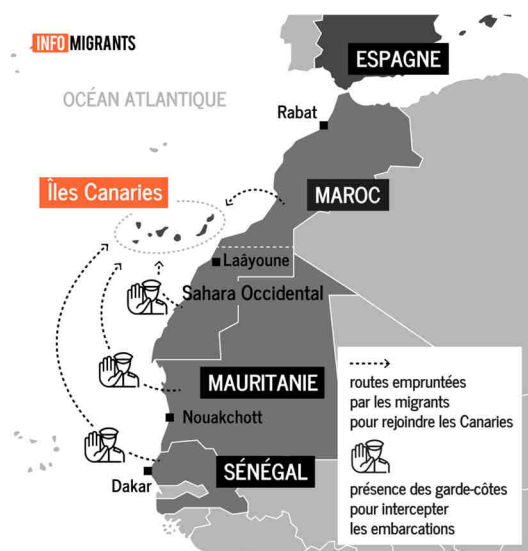 INFO MIGRANTS
ESPAGNE
OCÉAN ATLANTIQUE
Rabat
Îles Canaries
MAROC
Laâyoune
Sahara Occidental
MAURITANIE
Nouakchott
SÉNÉGAL
Dakar
routes empruntées
par les migrants
pour rejoindre les Canaries
présence des garde-côtes
pour intercepter
les embarcations